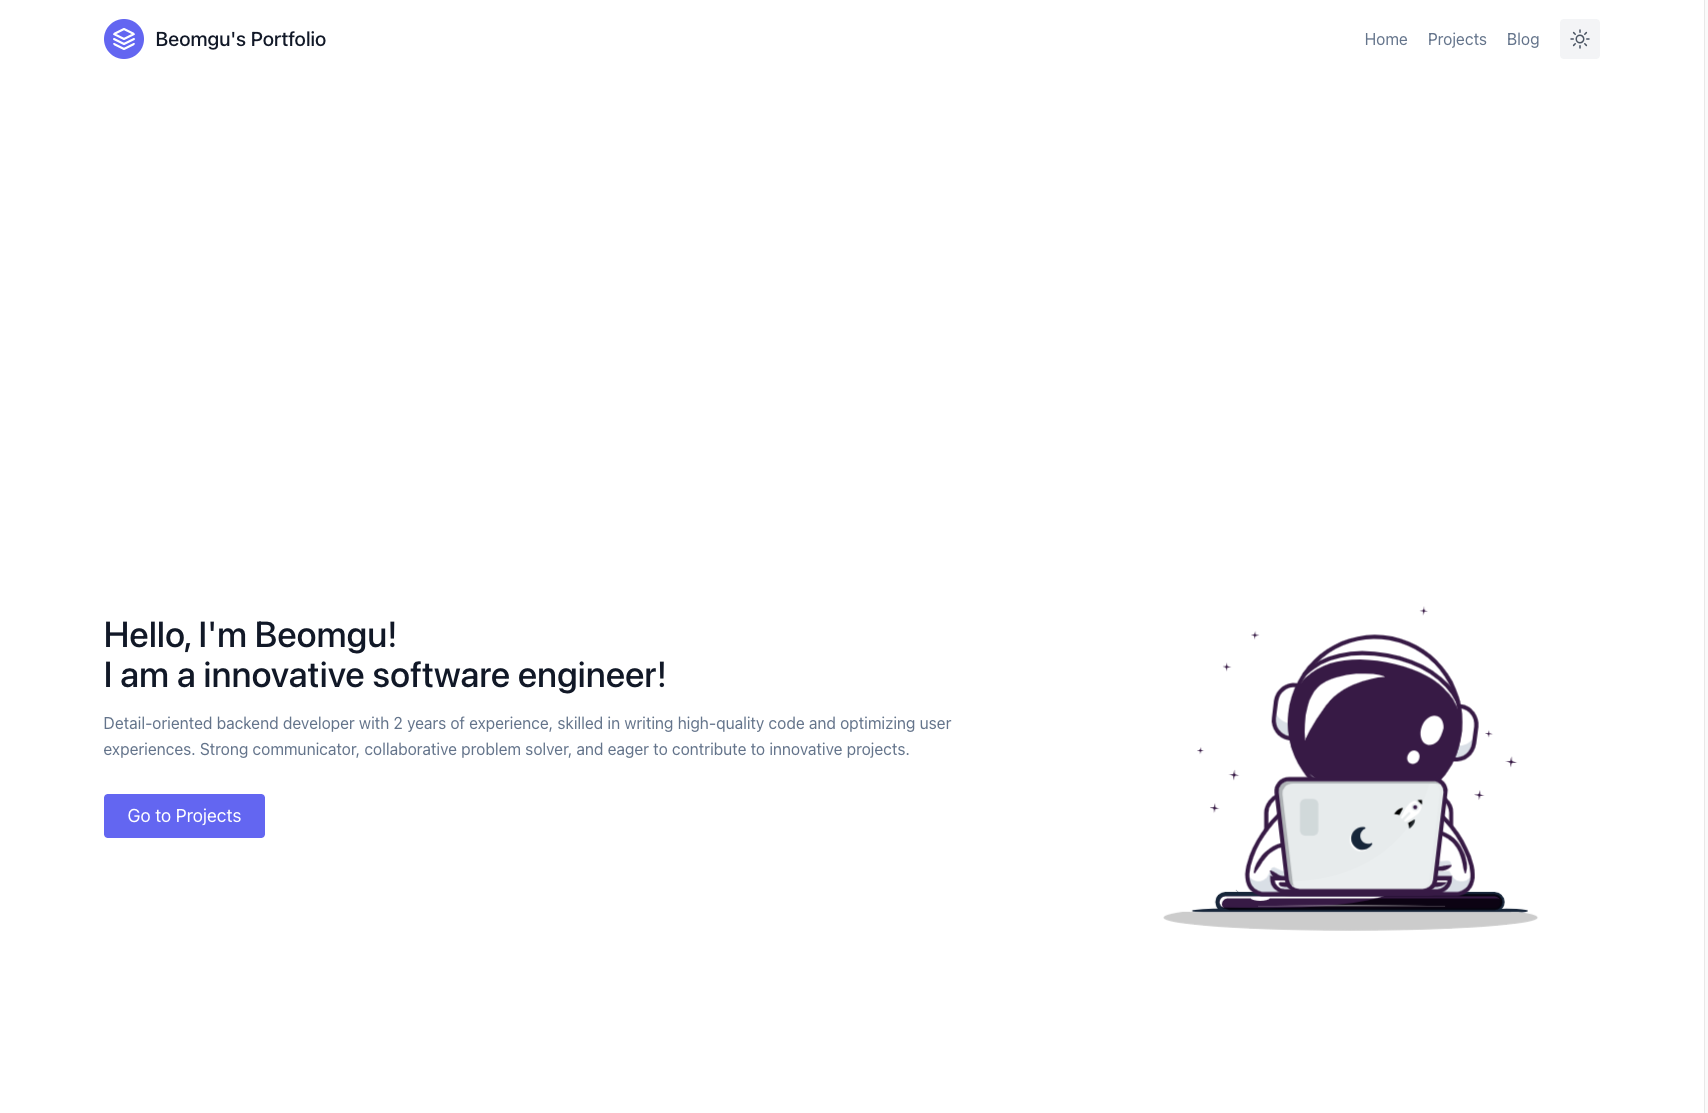 Beomgu's Portfolio
Home
Projects
Blog
Hello, I'm Beomgu!
I am a innovative software engineer!
Detail-oriented backend developer with 2 years of experience, skilled in writing high-quality code and optimizing user
experiences. Strong communicator, collaborative problem solver, and eager to contribute to innovative projects.
Go to Projects